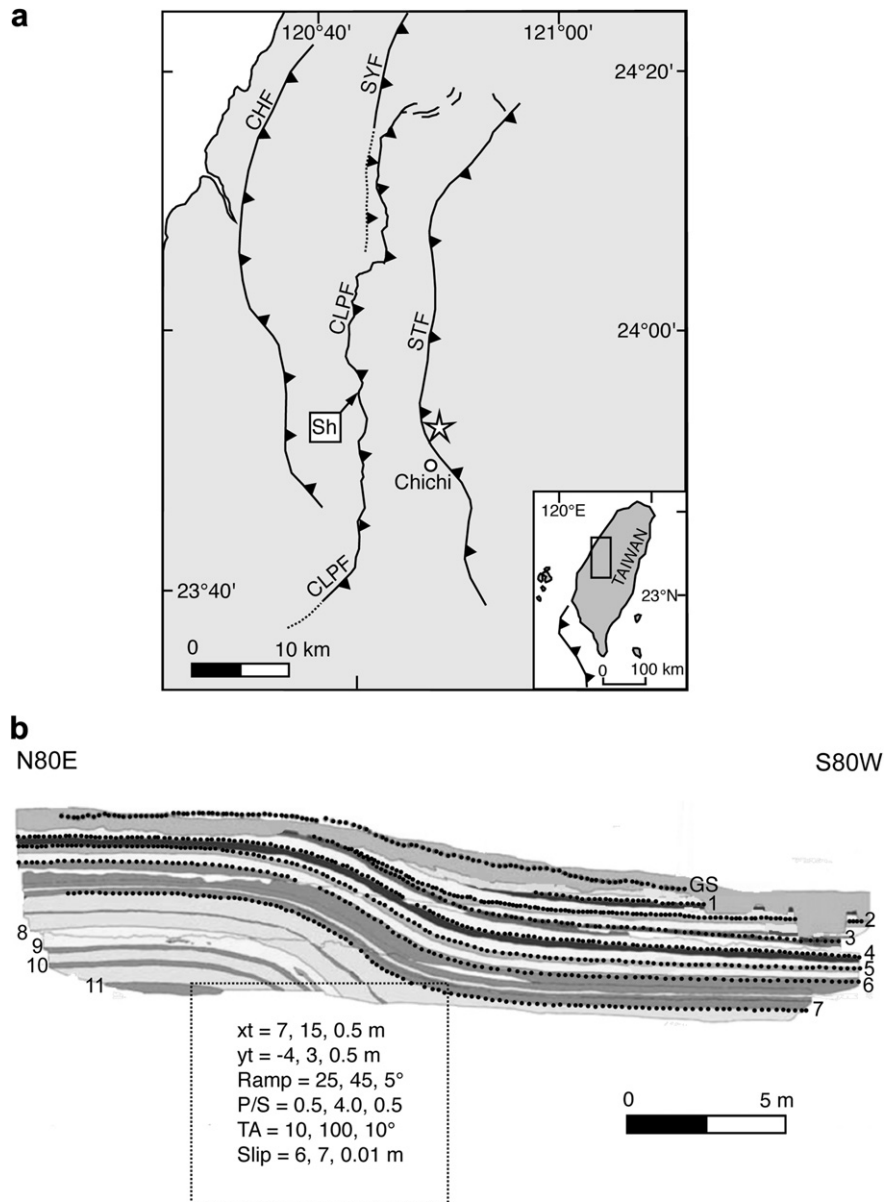 a
120°40'
121°00'
24°20'
CHF
SYF
CLPF
STF
24°00'
Sh
Chichi
CLPF
23°40'
0
10 km
120°E
TAIWAN
23°N
0 100 km
b
N80E
S80W
GS
1
2
3
4
5
6
7
8
9
10
11
xt = 7, 15, 0.5 m
yt = -4, 3, 0.5 m
Ramp = 25, 45, 5°
P/S = 0.5, 4.0, 0.5
TA = 10, 100, 10°
Slip = 6, 7, 0.01 m
0
5 m